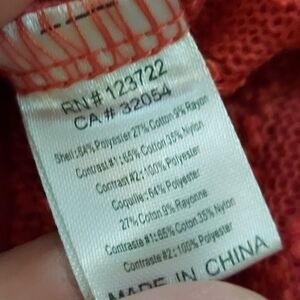 RN # 123722
CA # 32054
Shell: 64% Polyester 27% Cotton 9% Rayon
Contrast #1: 65% Cotton 35% Nylon
Contrast #2: 100% Polyester
Coquille: 64% Polyester
27% Cotton 9% Rayonne
Contraste #1: 65% Coton 35% Nylon
Contraste #2: 100% Polyester
MADE IN CHINA